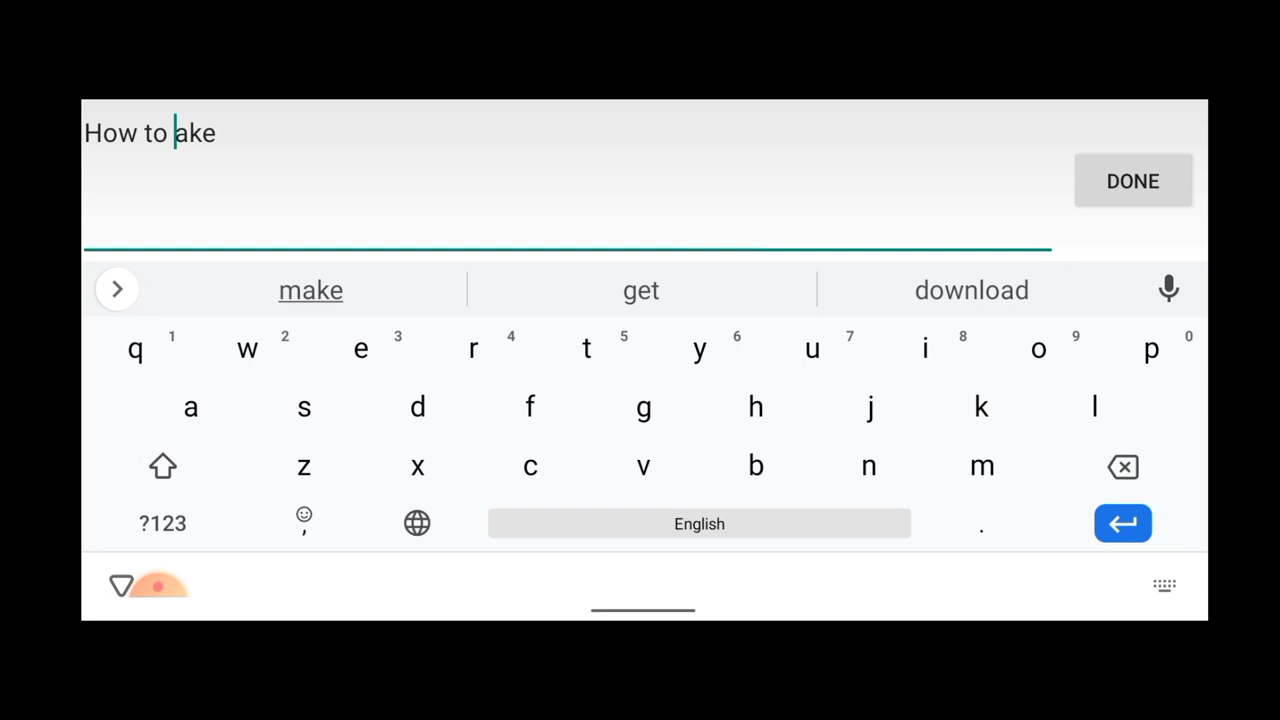 How to ake
DONE
make get download
q 1 w 2 e 3 r 4 t 5 y 6 u 7 i 8 o 9 p 0
a s d f g h j k l
z x c v b n m
?123 , English .